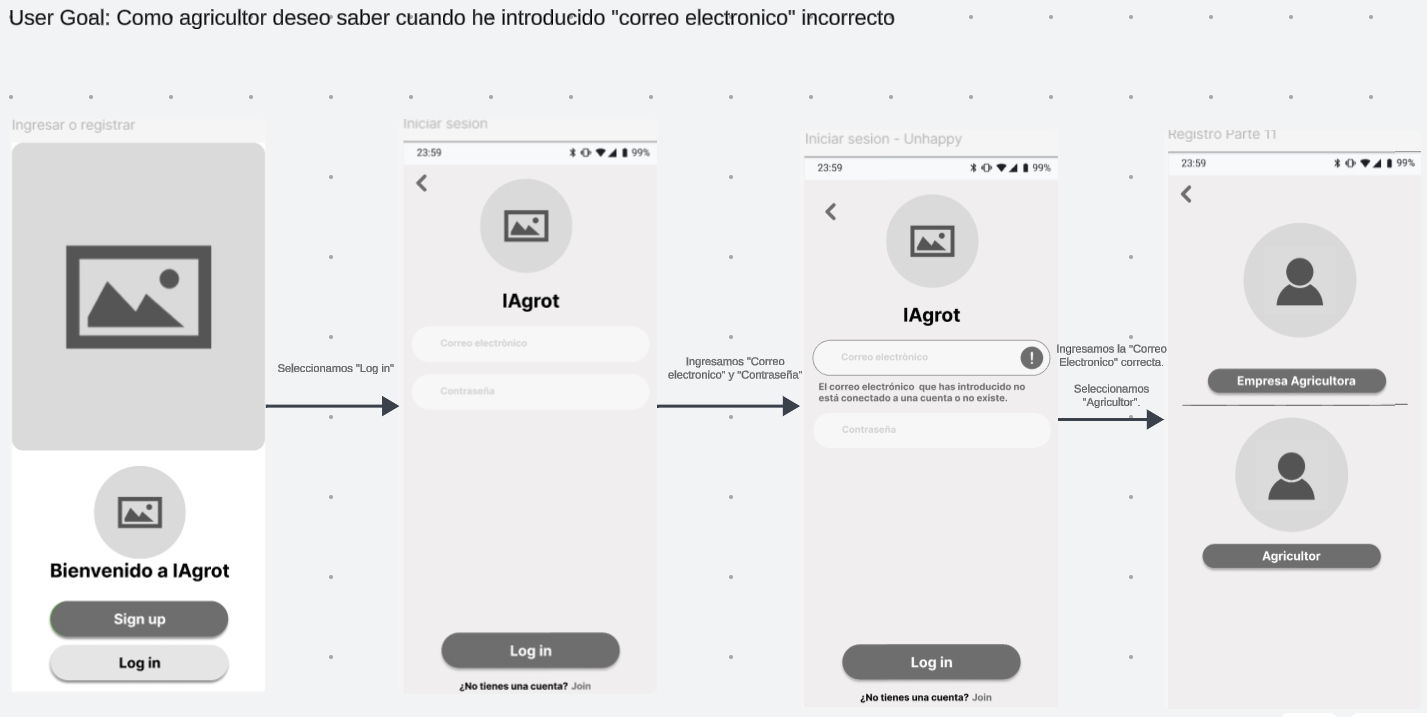 User Goal: Como agricultor deseo saber cuando he introducido "correo electronico" incorrecto
Ingresar o registrar
Bienvenido a IAgrot
Sign up
Log in
Seleccionamos "Log in"
Iniciar sesion
23:59
99%
IAgrot
Correo electrónico
Contraseña
Log in
¿No tienes una cuenta? Join
Ingresamos "Correo
electronico" y "Contraseña"
Iniciar sesion - Unhappy
23:59
99%
IAgrot
Correo electrónico
!
El correo electrónico que has introducido no
está conectado a una cuenta o no existe.
Contraseña
Log in
¿No tienes una cuenta? Join
Ingresamos la "Correo
Electronico" correcta.
Seleccionamos
"Agricultor".
Registro Parte 11
23:59
99%
Empresa Agricultora
Agricultor